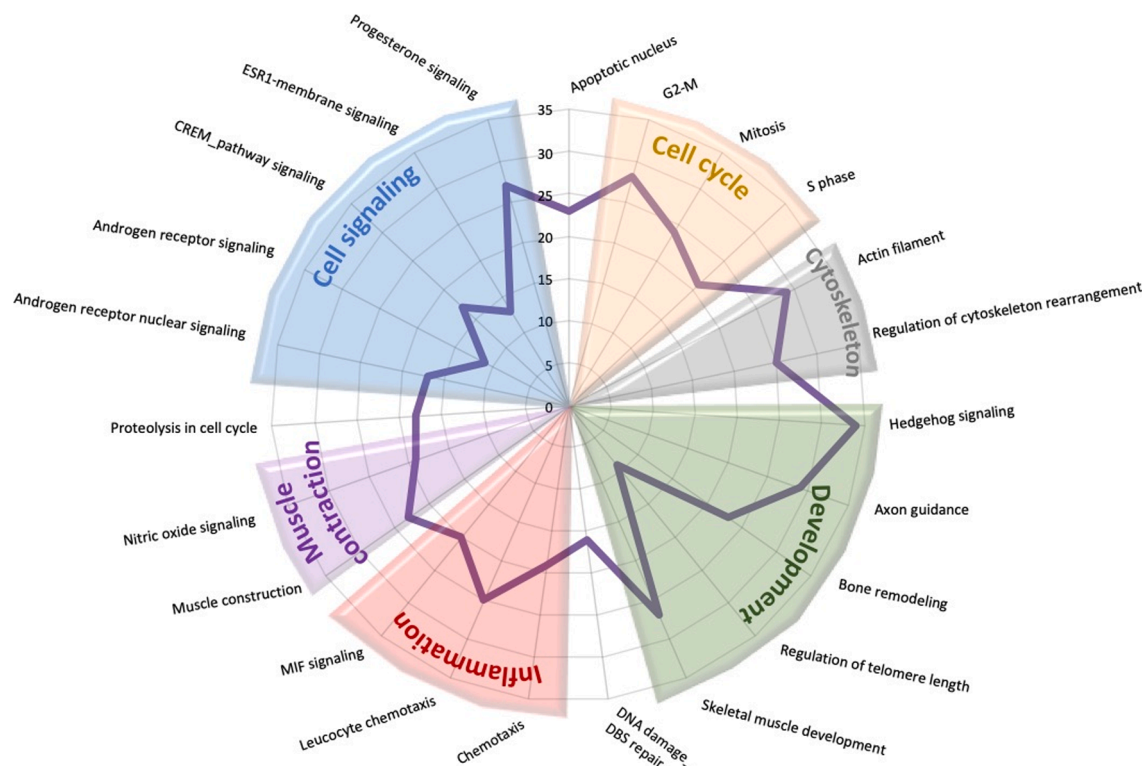 Progesterone signaling
ESR1-membrane signaling
CREM_pathway signaling
Androgen receptor signaling
Androgen receptor nuclear signaling
Proteolysis in cell cycle
Nitric oxide signaling
Muscle construction
MIF signaling
Leucocyte chemotaxis
Chemotaxis
DNA damage_
DBS repair
Skeletal muscle development
Regulation of telomere length
Bone remodeling
Axon guidance
Hedgehog signaling
Regulation of cytoskeleton rearrangement
Actin filament
S phase
Mitosis
G2-M
Apoptotic nucleus
35
30
25
20
15
10
5
0
Cell signaling
Cell cycle
Cytoskeleton
Development
Inflammation
Muscle
contraction